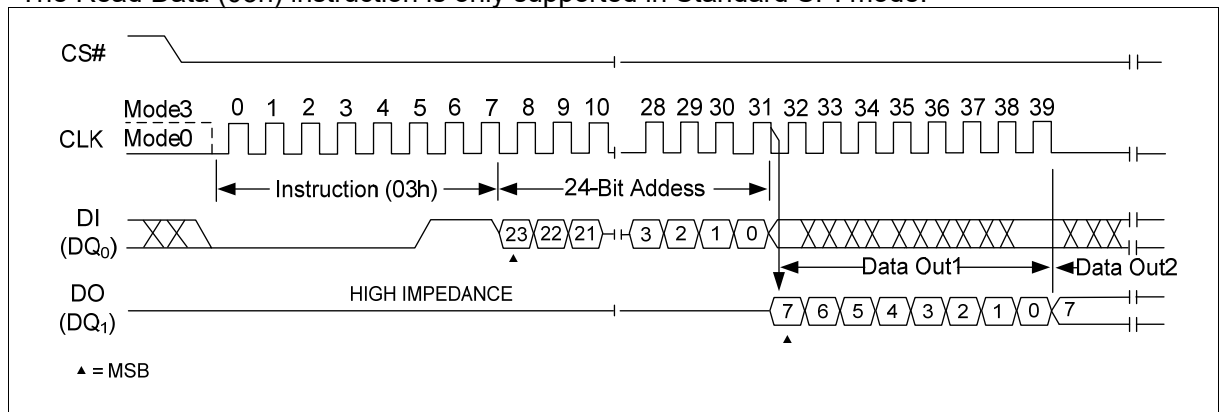 The Read Data (03h) instruction is only supported in Standard SPI mode.
CS#
Mode3 0 1 2 3 4 5 6 7 8 9 10 28 29 30 31 32 33 34 35 36 37 38 39
CLK Mode0
Instruction (03h) 24-Bit Addess
DI
(DQ0) 23 22 21 3 2 1 0
Data Out1 Data Out2
DO HIGH IMPEDANCE
(DQ1) 7 6 5 4 3 2 1 0 7
▲ = MSB